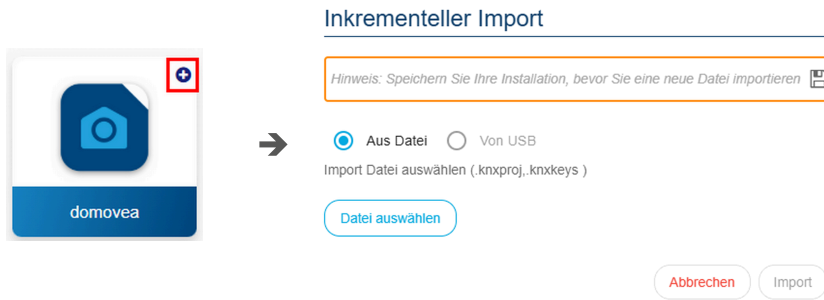 Inkrementeller Import
Hinweis: Speichern Sie Ihre Installation, bevor Sie eine neue Datei importieren
Aus Datei Von USB
Import Datei auswählen (.knxproj,.knxkeys )
domovea
Datei auswählen
Abbrechen Import